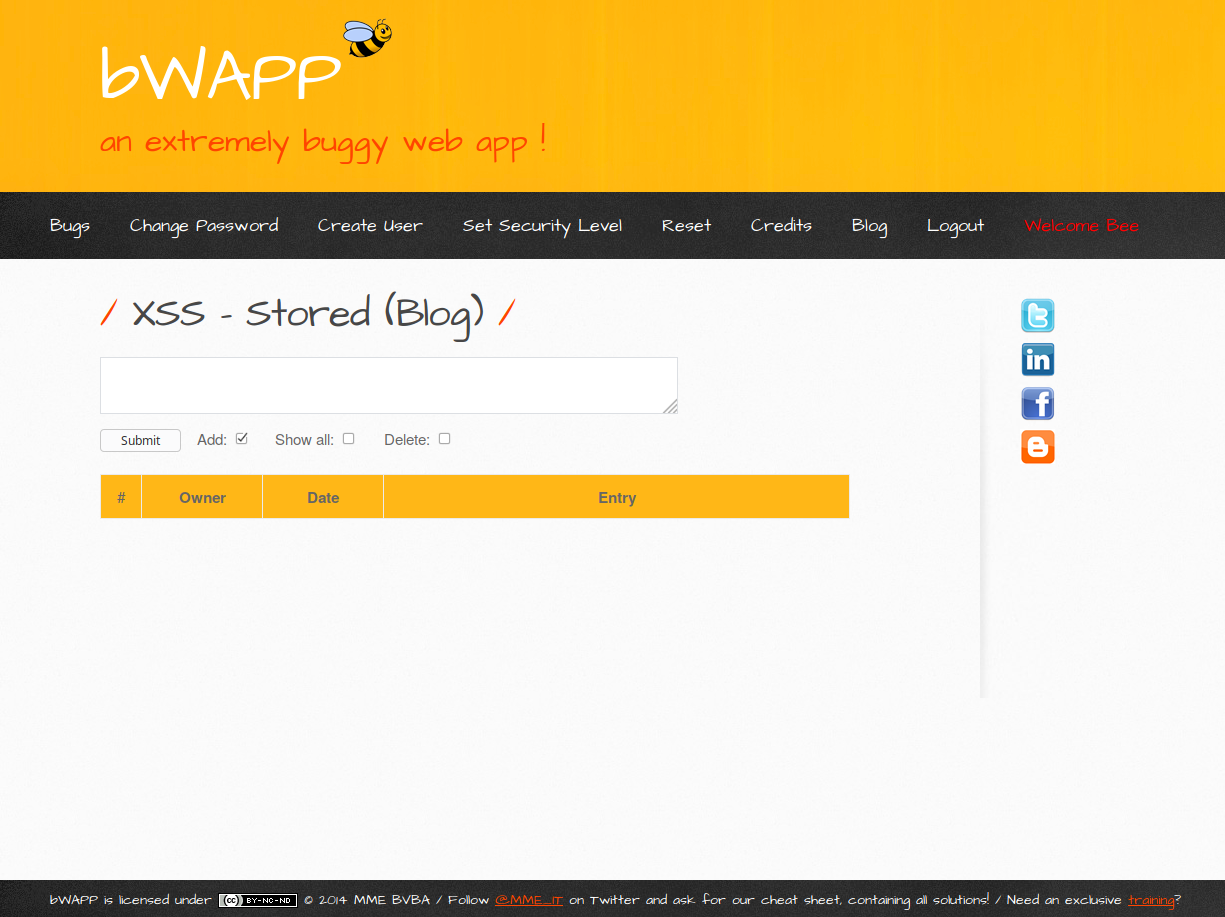 bWAPP
an extremely buggy web app !
Bugs Change Password Create User Set Security Level Reset Credits Blog Logout Welcome Bee
/ XSS - Stored (Blog) /
Submit Add: Show all: Delete:
# Owner Date Entry
bWAPP is licensed under (cc) BY-NC-ND © 2014 MME BVBA / Follow @MME_IT on Twitter and ask for our cheat sheet, containing all solutions! / Need an exclusive training?